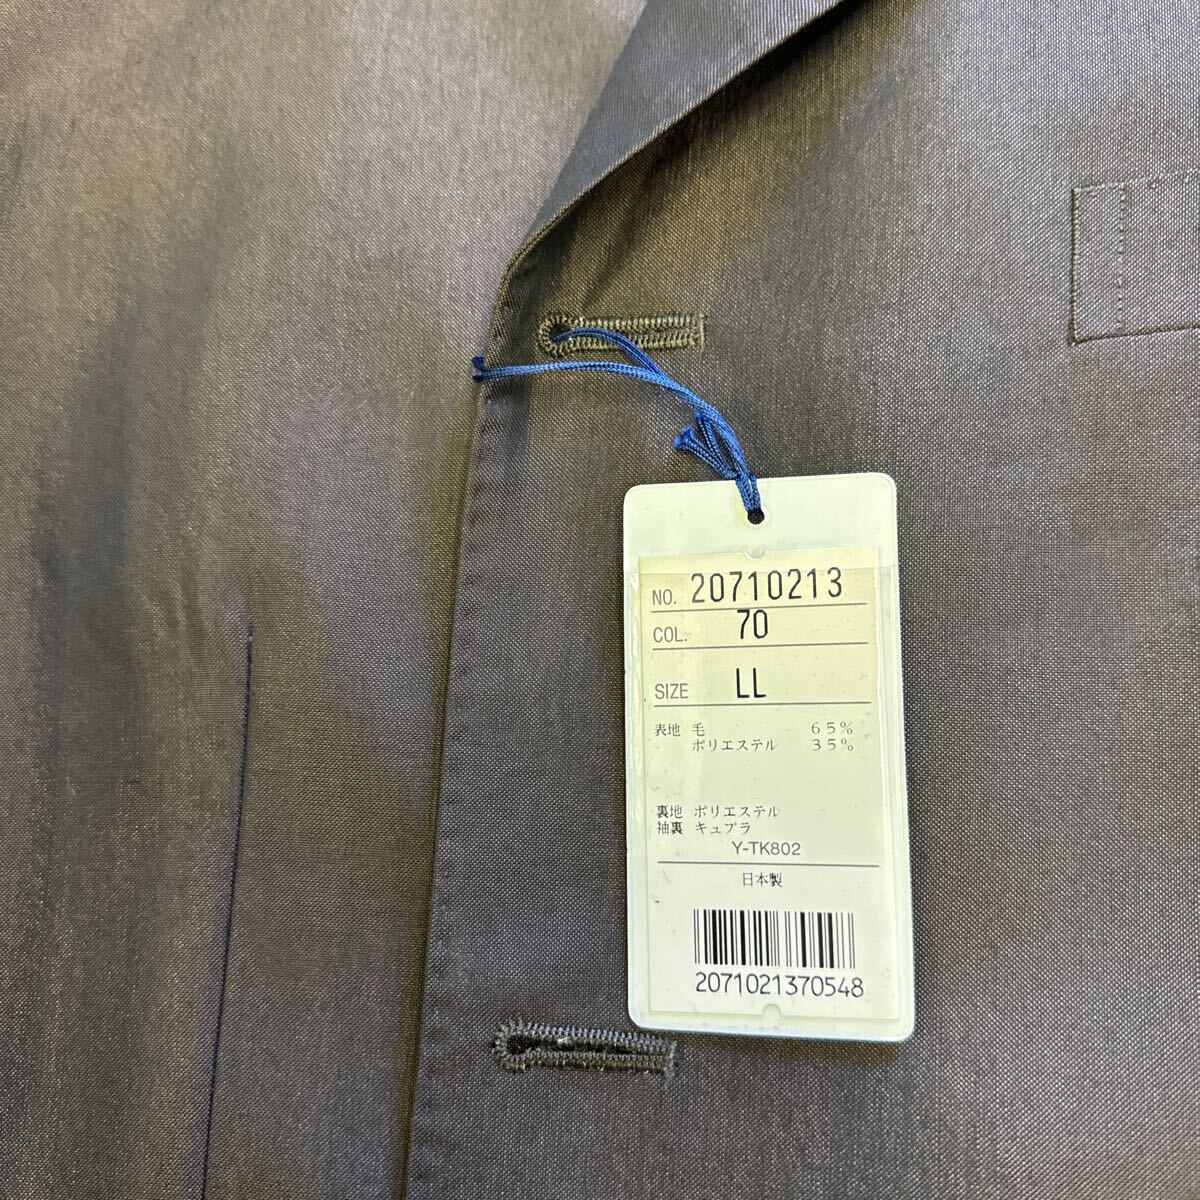 NO. 20710213
COL. 70
SIZE LL
表地 毛 65%
ポリエステル 35%
裏地 ポリエステル
袖裏 キュプラ
Y-TK802
日本製
2071021370548